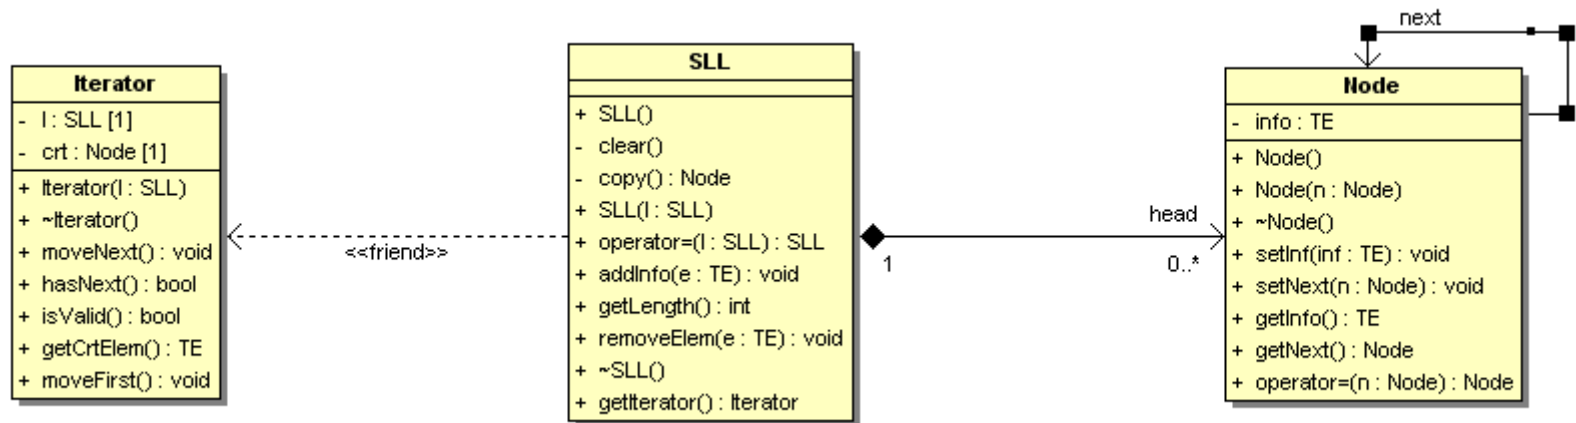 Iterator
- l : SLL [1]
- crt : Node [1]
+ Iterator(l : SLL)
+ ~Iterator()
+ moveNext() : void
+ hasNext() : bool
+ isValid() : bool
+ getCrtElem() : TE
+ moveFirst() : void
<<friend>>
SLL
+ SLL()
- clear()
- copy() : Node
+ SLL(l : SLL)
+ operator=(l : SLL) : SLL
+ addInfo(e : TE) : void
+ getLength() : int
+ removeElem(e : TE) : void
+ ~SLL()
+ getIterator() : Iterator
1
head
0..*
next
Node
- info : TE
+ Node()
+ Node(n : Node)
+ ~Node()
+ setInf(inf : TE) : void
+ setNext(n : Node) : void
+ getInfo() : TE
+ getNext() : Node
+ operator=(n : Node) : Node